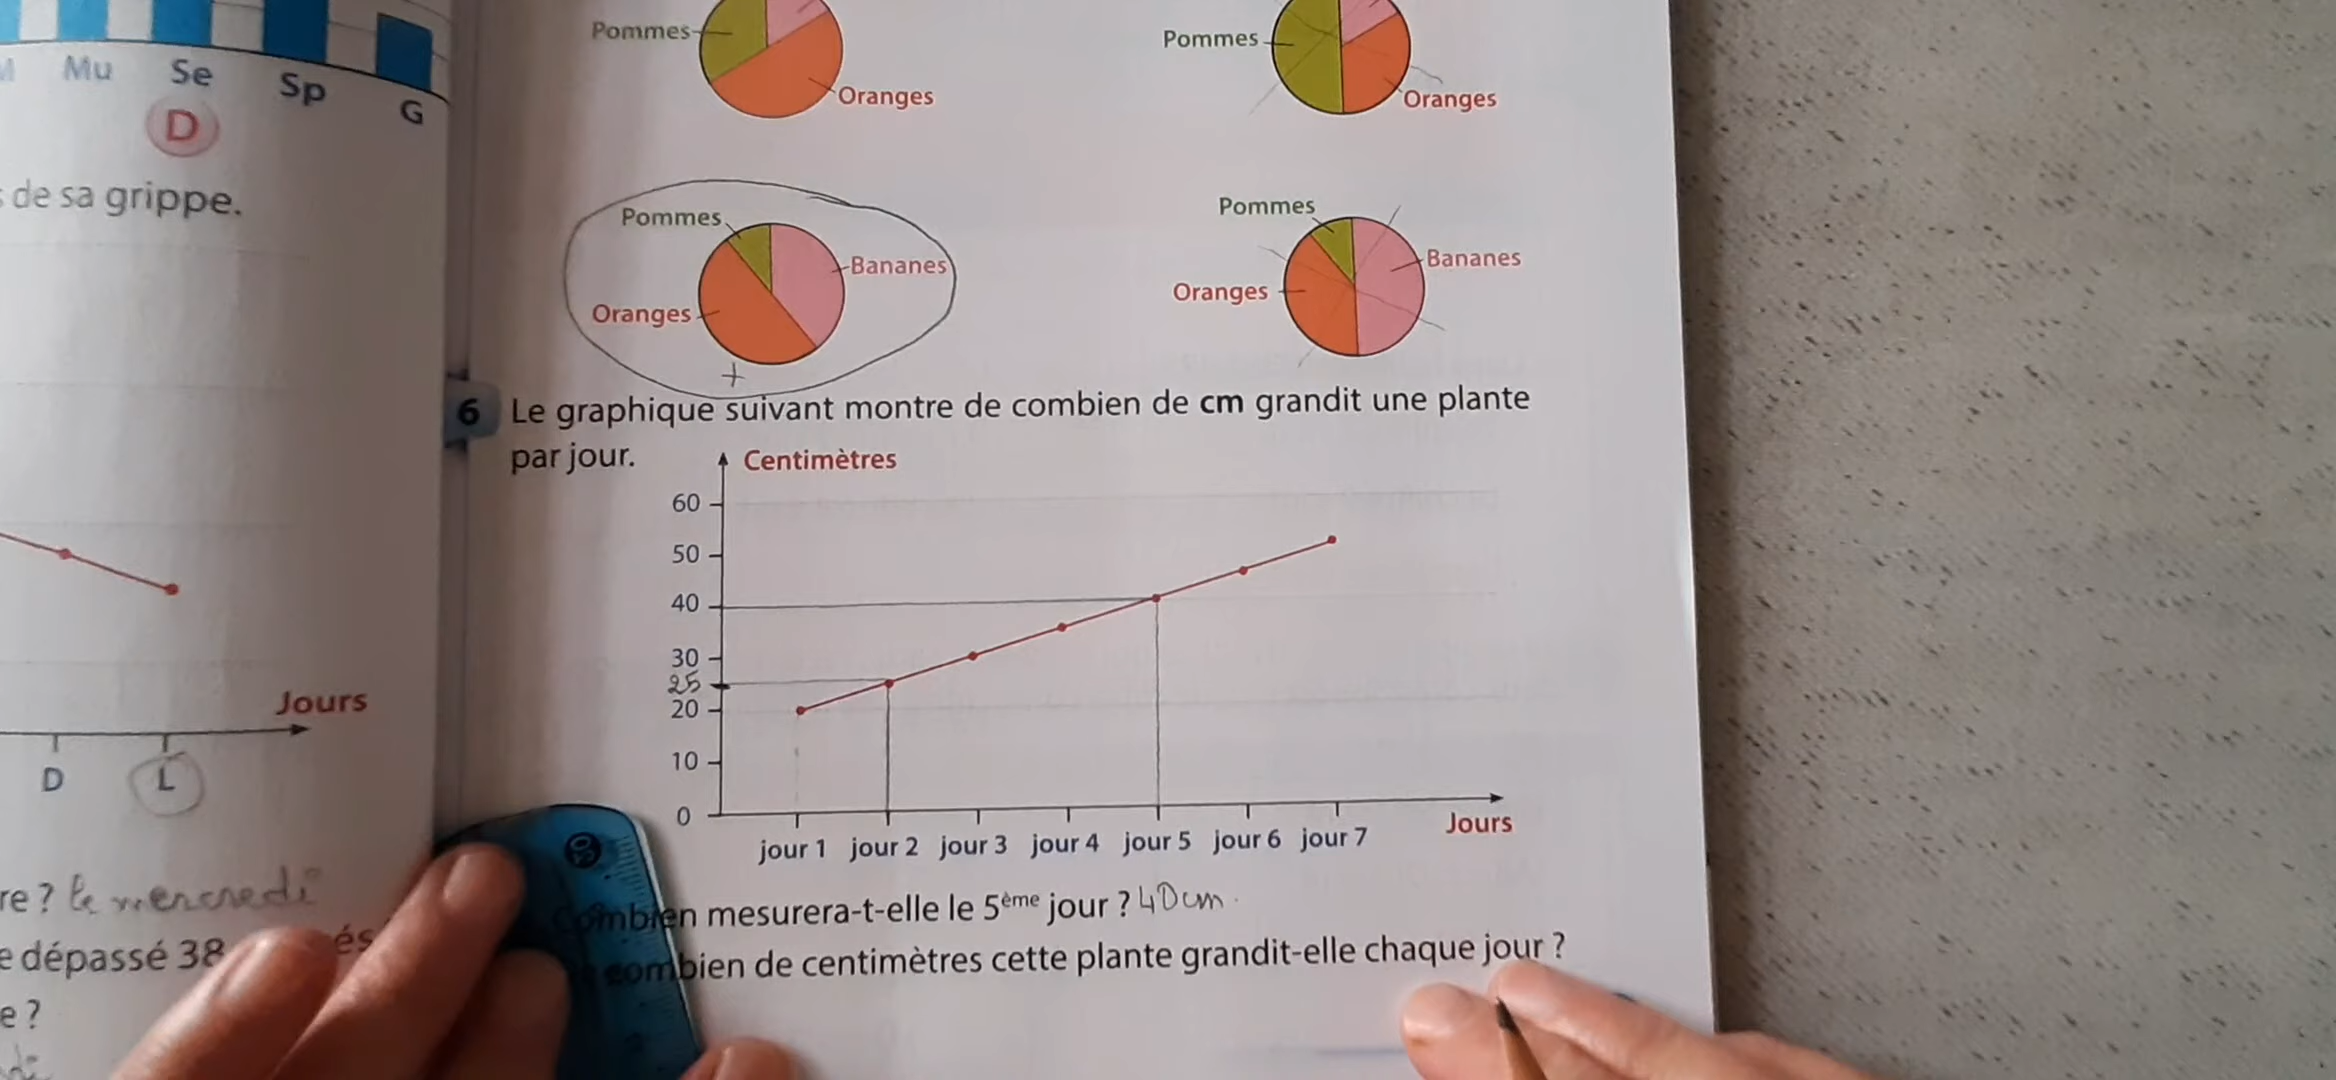 Mu Se Sp G
D
de sa grippe.
Jours
D L
re ? le mercredi
e dépassé 38
és
e ?
Pommes
Oranges
Pommes
Oranges
Pommes
Bananes
Oranges
Pommes
Bananes
Oranges
6 Le graphique suivant montre de combien de cm grandit une plante
par jour.
Centimètres
60
50
40
30
25
20
10
0
jour 1 jour 2 jour 3 jour 4 jour 5 jour 6 jour 7
Jours
Combien mesurera-t-elle le 5ème jour ? 40cm.
combien de centimètres cette plante grandit-elle chaque jour ?